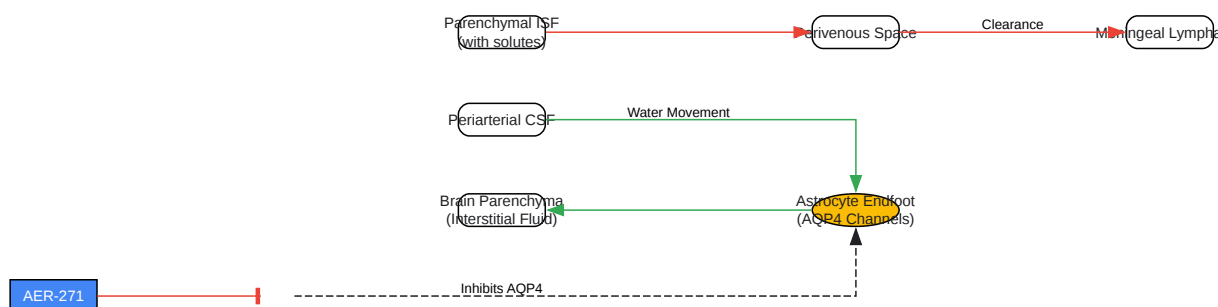 Parenchymal ISF
(with solutes)
Perivenous Space
Clearance
Meningeal Lympha
Periarterial CSF
Water Movement
Brain Parenchyma
(Interstitial Fluid)
Astrocyte Endfoot
(AQP4 Channels)
AER-271
Inhibits AQP4